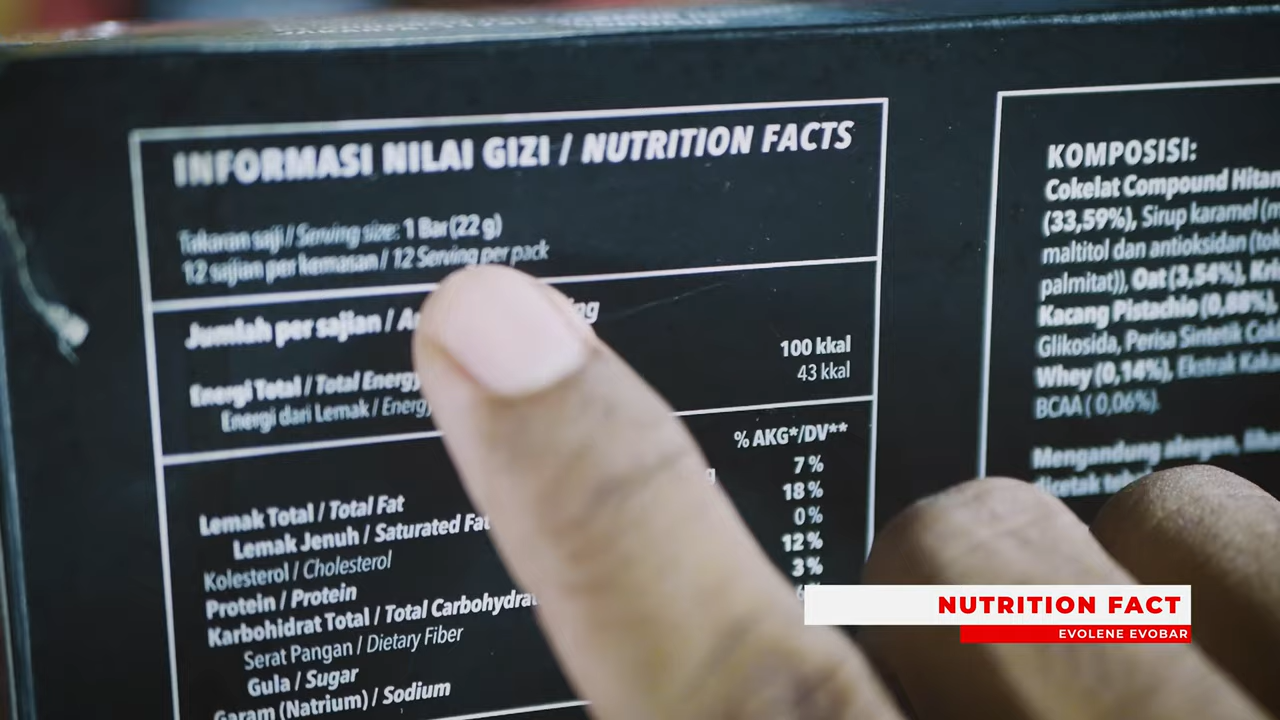 INFORMASI NILAI GIZI / NUTRITION FACTS
Takaran saji / Serving size: 1 Bar (22 g)
12 sajian per kemasan / 12 Serving per pack
Jumlah per sajian /
100 kkal
Energi Total / Total Energy
43 kkal
Energi dari Lemak / Energy
% AKG*/DV**
7 %
Lemak Total / Total Fat
18 %
Lemak Jenuh / Saturated Fat
0 %
Kolesterol / Cholesterol
12 %
Protein / Protein
3 %
Karbohidrat Total / Total
Serat Pangan / Dietary Fiber
Gula / Sugar
Garam (Natrium) / Sodium
KOMPOSISI:
Cokelat Compound
(33,59%), Sirup karamel
maltitol dan antioksidan
palmitat)), Oat (3,54%),
Kacang Pistachio (0,88%),
Glikosida, Perisa Sintetik
Whey (0,14%), Ekstrak
BCAA ( 0,06%).
Mengandung alergen,
dicetak
NUTRITION FACT
EVOLENE EVOBAR